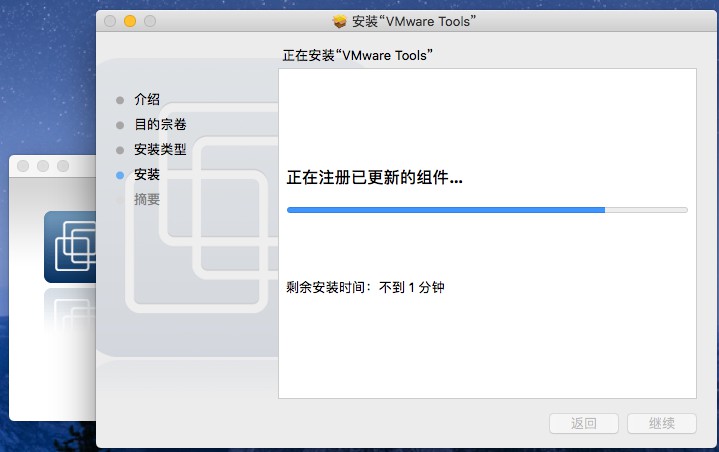 安装“VMware Tools”
正在安装“VMware Tools”
介绍
目的宗卷
安装类型
安装
摘要
正在注册已更新的组件...
剩余安装时间：不到 1 分钟
返回
继续